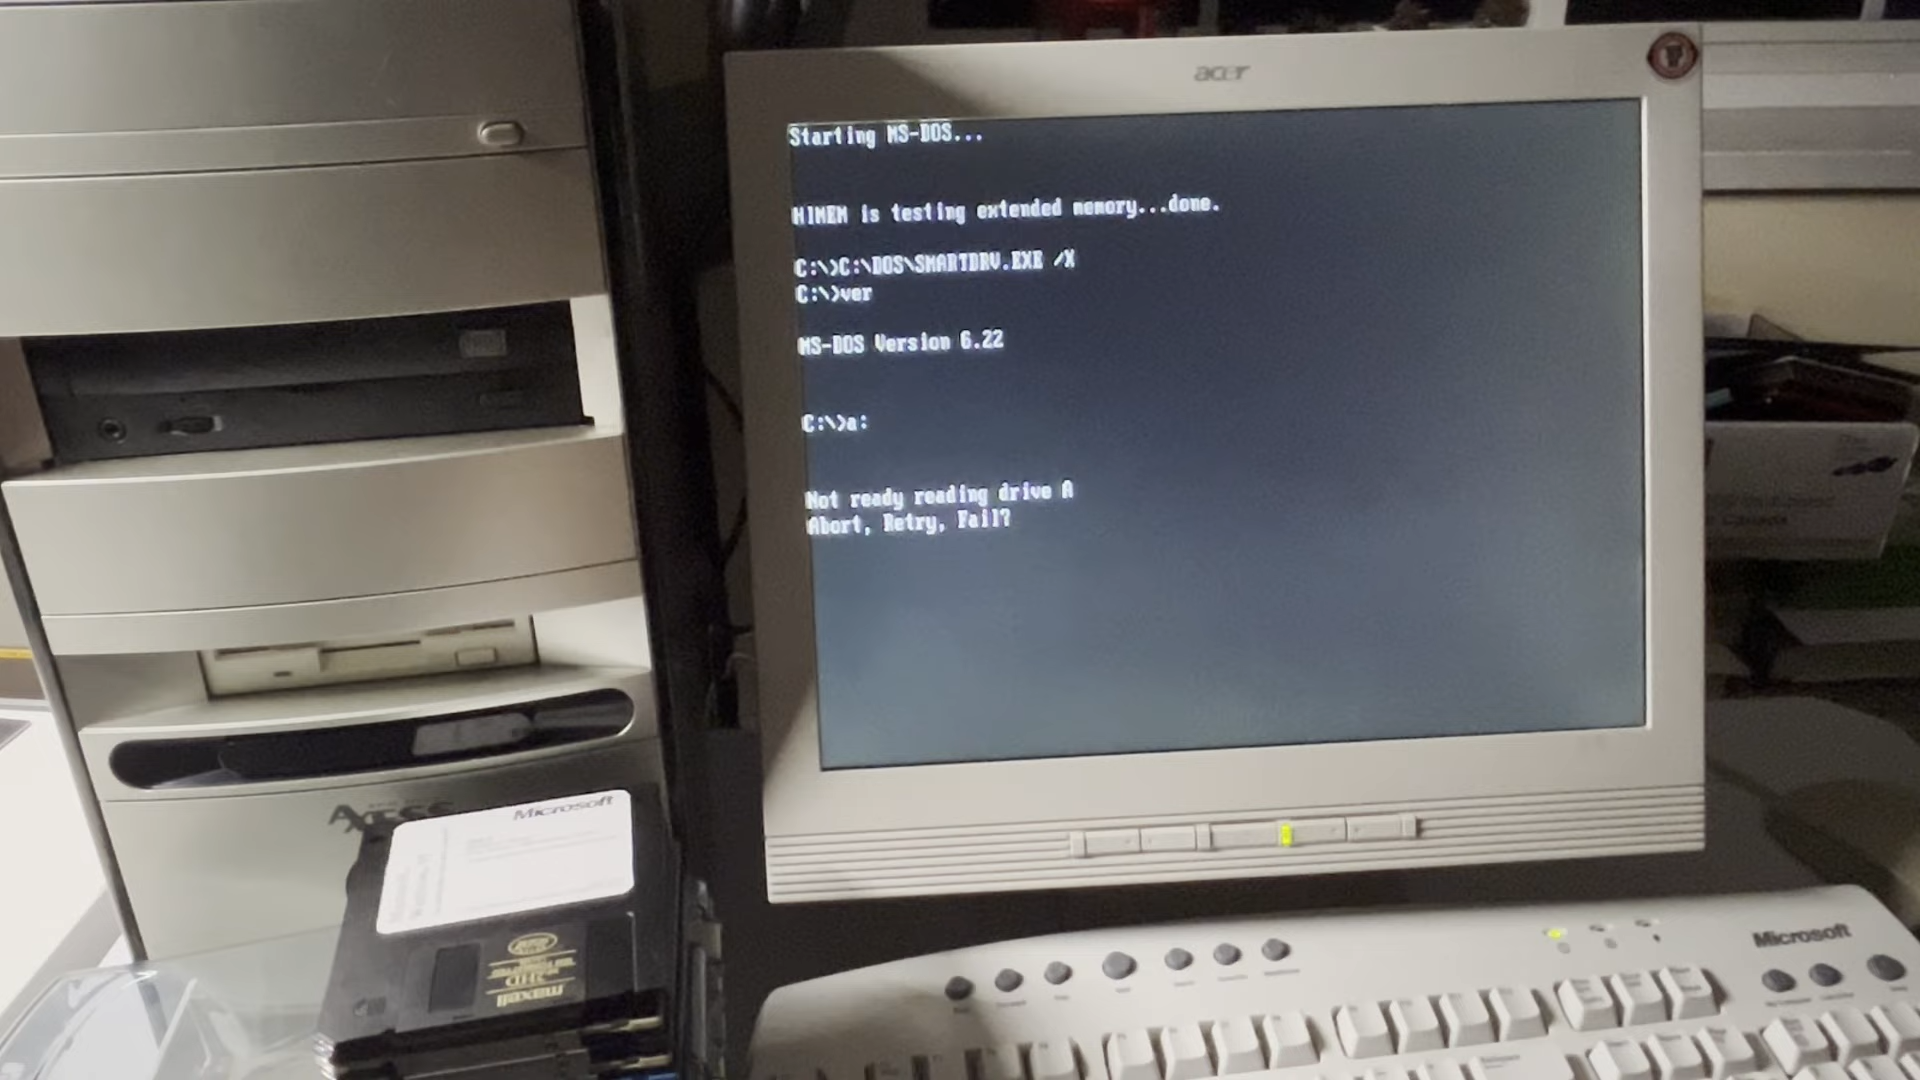 acer
Starting MS-DOS...
HIMEM is testing extended memory...done.
C:\>C:\DOS\SMARTDRV.EXE /X
C:\>ver
MS-DOS Version 6.22
C:\>a:
Not ready reading drive A
Abort, Retry, Fail?
AXESS
Microsoft
maxell
Microsoft